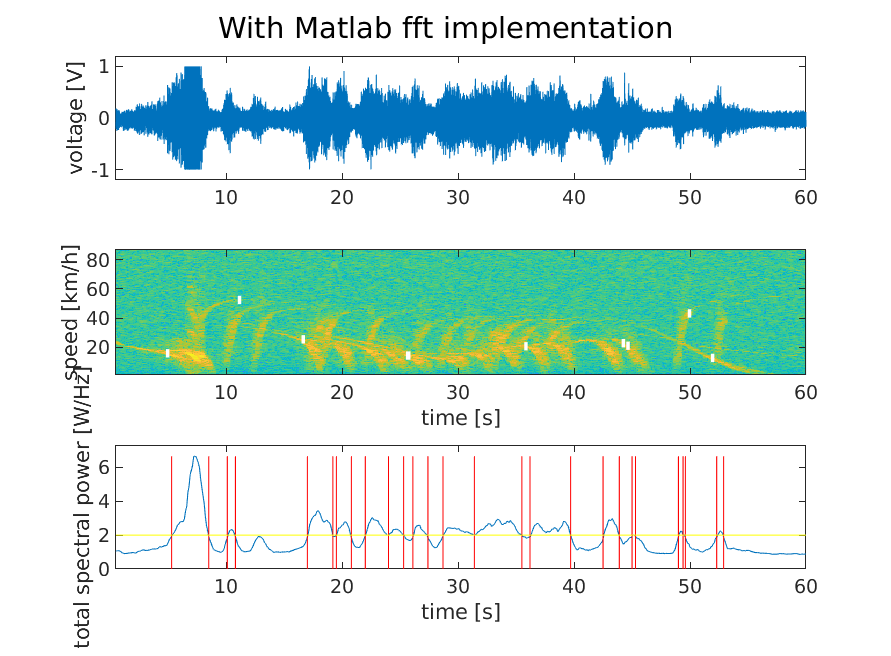 With Matlab fft implementation
voltage [V]
1
0
-1
10 20 30 40 50 60
speed [km/h]
80
60
40
20
10 20 30 40 50 60
time [s]
total spectral power [W/Hz]
6
4
2
0
10 20 30 40 50 60
time [s]